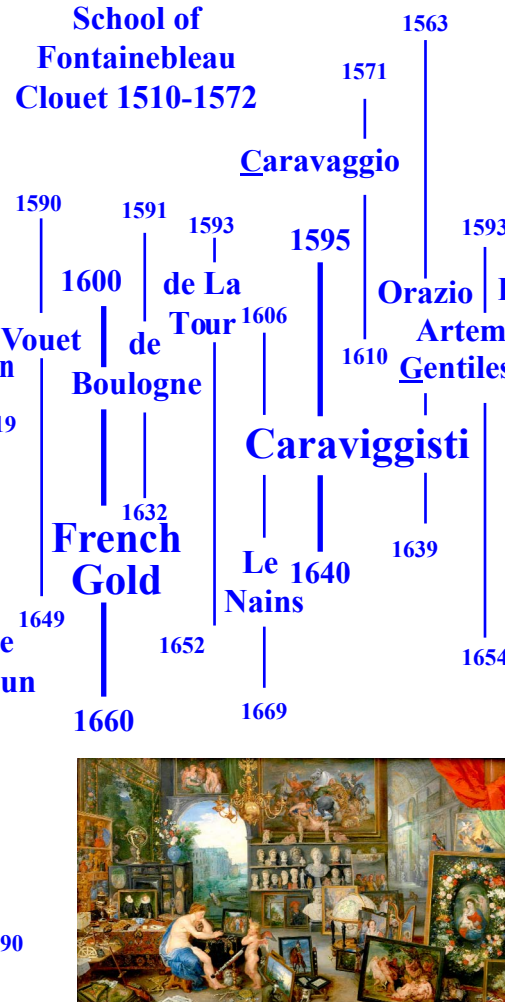 School of
Fontainebleau
Clouet 1510-1572
1563
1571
Caravaggio
1590
1591
1593
1593
1595
1600
de La
Tour
1606
Orazio
Vouet
de
Boulogne
1610
Artem
Gentiles
19
Caraviggisti
1632
French
Gold
1639
Le
Nains
1640
1649
1652
1654
un
1660
1669
90